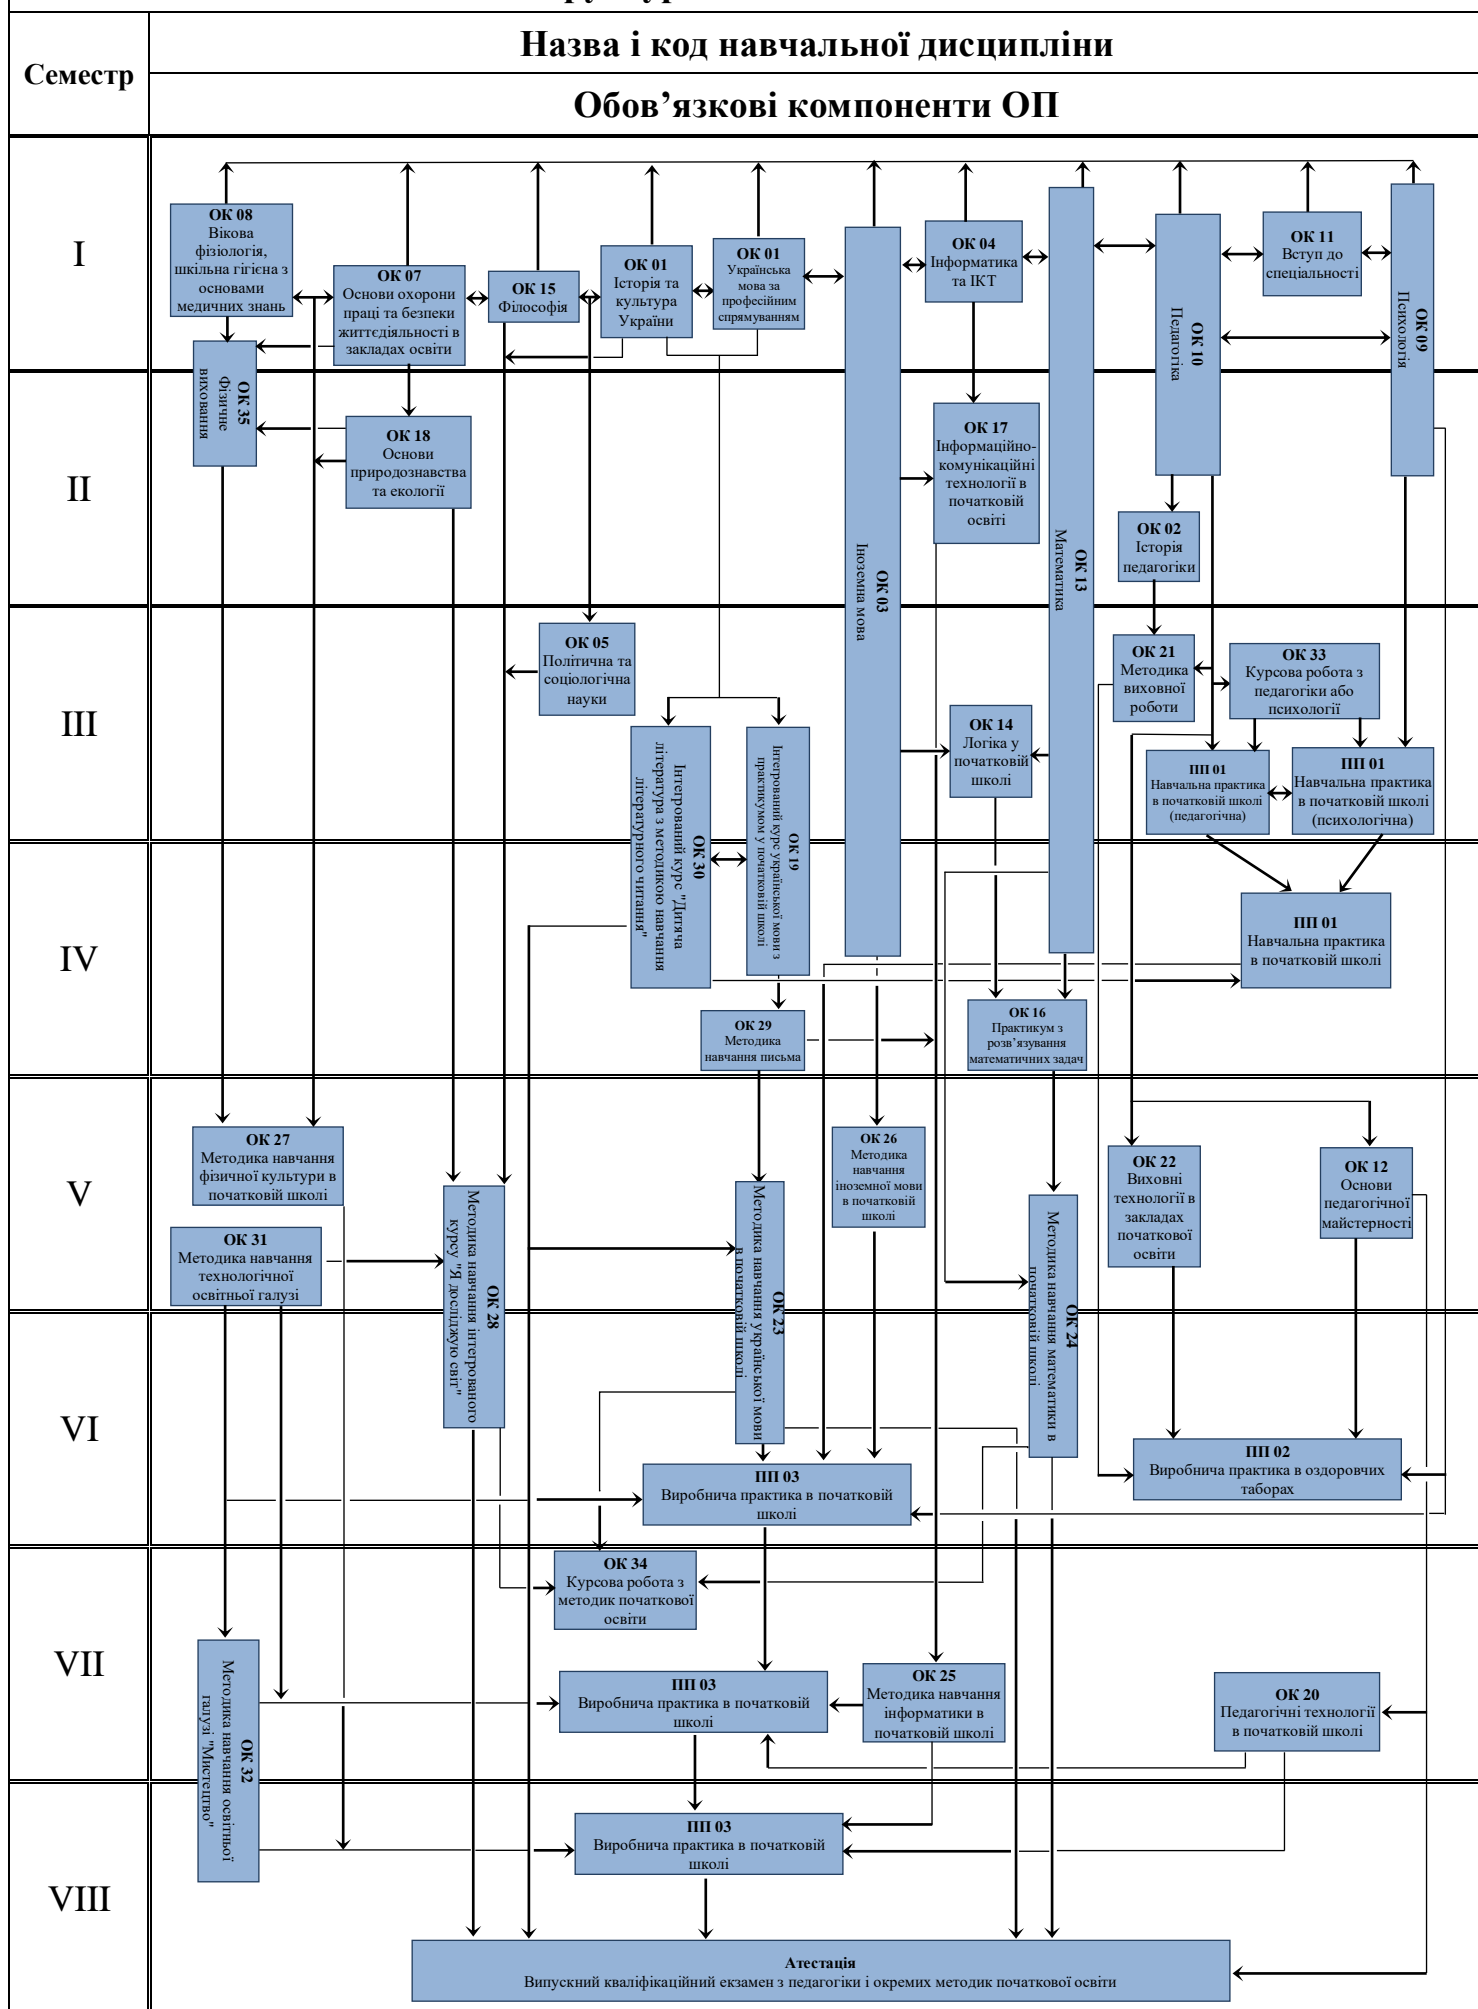 Семестр
Назва і код навчальної дисципліни
Обов’язкові компоненти ОП
I
ОК 08
Вікова
фізіологія,
шкільна гігієна з
основами
медичних знань
ОК 07
Основи охорони
праці та безпеки
життєдіяльності в
закладах освіти
ОК 15
Філософія
ОК 01
Історія та
культура
України
ОК 01
Українська
мова за
професійним
спрямуванням
ОК 03
Іноземна мова
ОК 04
Інформатика
та ІКТ
ОК 13
Математика
ОК 10
Педагогіка
ОК 11
Вступ до
спеціальності
ОК 09
Психологія
ОК 35
Фізичне
виховання
II
ОК 18
Основи
природознавства
та екології
ОК 17
Інформаційно-
комунікаційні
технології в
початковій
освіті
ОК 02
Історія
педагогіки
III
ОК 05
Політична та
соціологічна
науки
ОК 30
Інтегрований курс "Дитяча
література з методикою навчання
літературного читання"
ОК 19
Інтегрований курс української мови з
практикумом у початковій школі
ОК 14
Логіка у
початковій
школі
ОК 21
Методика
виховної
роботи
ОК 33
Курсова робота з
педагогіки або
психології
ПП 01
Навчальна практика
в початковій школі
(педагогічна)
ПП 01
Навчальна практика
в початковій школі
(психологічна)
IV
ПП 01
Навчальна практика
в початковій школі
ОК 29
Методика
навчання письма
ОК 16
Практикум з
розв’язування
математичних задач
V
ОК 27
Методика навчання
фізичної культури в
початковій школі
ОК 31
Методика навчання
технологічної
освітньої галузі
ОК 28
Методика навчання інтегрованого
курсу "Я досліджую світ"
ОК 23
Методика навчання української мови
в початковій школі
ОК 26
Методика
навчання
іноземної мови
в початковій
школі
ОК 24
Методика навчання математики в
початковій школі
ОК 22
Виховні
технології в
закладах
початкової
освіти
ОК 12
Основи
педагогічної
майстерності
VI
ПП 03
Виробнича практика в початковій
школі
ПП 02
Виробнича практика в оздоровчих
таборах
VII
ОК 34
Курсова робота з
методик початкової
освіти
ОК 32
Методика навчання освітньої
галузі "Мистецтво"
ПП 03
Виробнича практика в початковій
школі
ОК 25
Методика навчання
інформатики в
початковій школі
ОК 20
Педагогічні технології
в початковій школі
VIII
ПП 03
Виробнича практика в початковій
школі
Атестація
Випускний кваліфікаційний екзамен з педагогіки і окремих методик початкової освіти